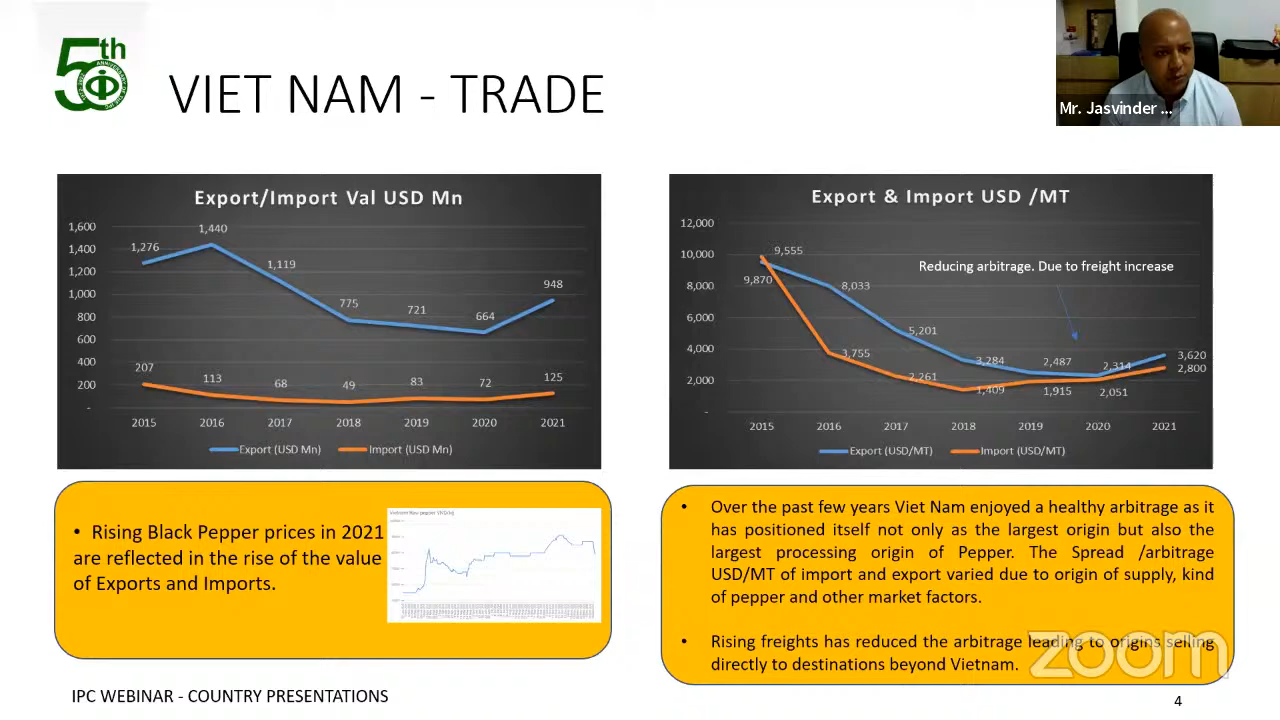 5th
ANNIVERSARY
VIET NAM - TRADE
Mr. Jasvinder ...
Export/Import Val USD Mn
1,600
1,400
1,200
1,000
800
600
400
200
-
1,276
1,440
1,119
775
721
664
948
207
113
68
49
83
72
125
2015 2016 2017 2018 2019 2020 2021
Export (USD Mn) Import (USD Mn)
Export & Import USD /MT
12,000
10,000
8,000
6,000
4,000
2,000
-
9,555
Reducing arbitrage. Due to freight increase
9,870
8,033
5,201
3,284
2,487
2,314
3,620
3,755
2,261
1,409
1,915
2,051
2,800
2015 2016 2017 2018 2019 2020 2021
Export (USD/MT) Import (USD/MT)
• Rising Black Pepper prices in 2021
are reflected in the rise of the value
of Exports and Imports.
• Over the past few years Viet Nam enjoyed a healthy arbitrage as it
has positioned itself not only as the largest origin but also the
largest processing origin of Pepper. The Spread /arbitrage
USD/MT of import and export varied due to origin of supply, kind
of pepper and other market factors.
• Rising freights has reduced the arbitrage leading to origins selling
directly to destinations beyond Vietnam.
zoom
IPC WEBINAR - COUNTRY PRESENTATIONS
4